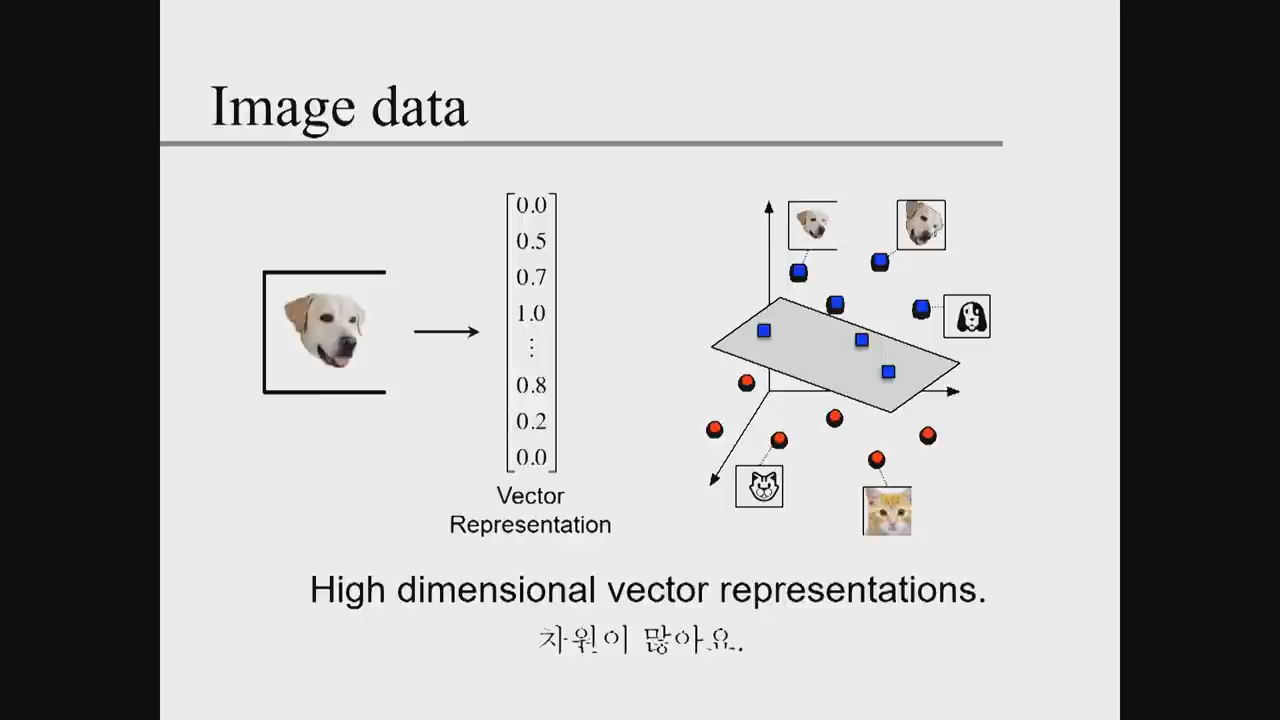 Image data
0.0
0.5
0.7
1.0
⋮
0.8
0.2
0.0
Vector
Representation
High dimensional vector representations.
차원이 많아요.